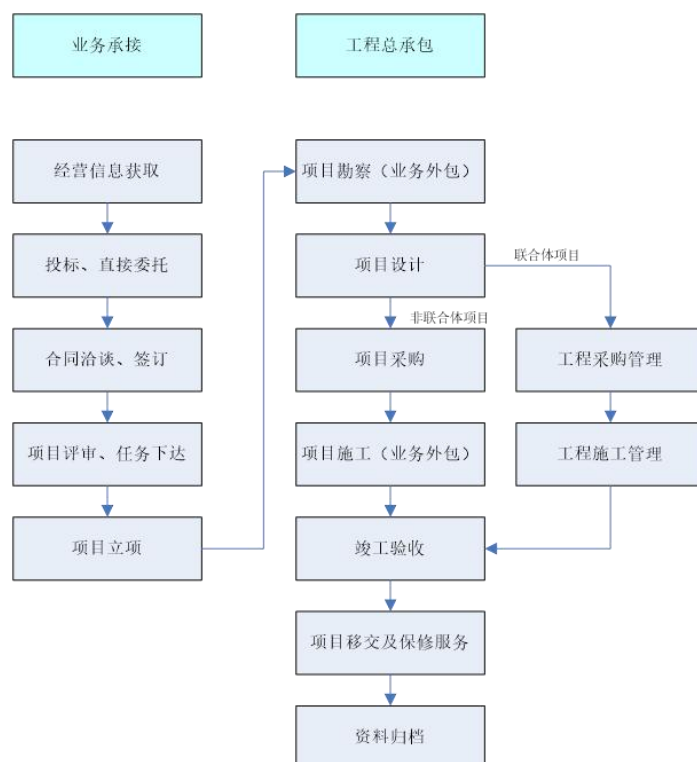 业务承接
工程总承包
经营信息获取
投标、直接委托
合同洽谈、签订
项目评审、任务下达
项目立项
项目勘察（业务外包）
项目设计
联合体项目
非联合体项目
项目采购
工程采购管理
项目施工（业务外包）
工程施工管理
竣工验收
项目移交及保修服务
资料归档